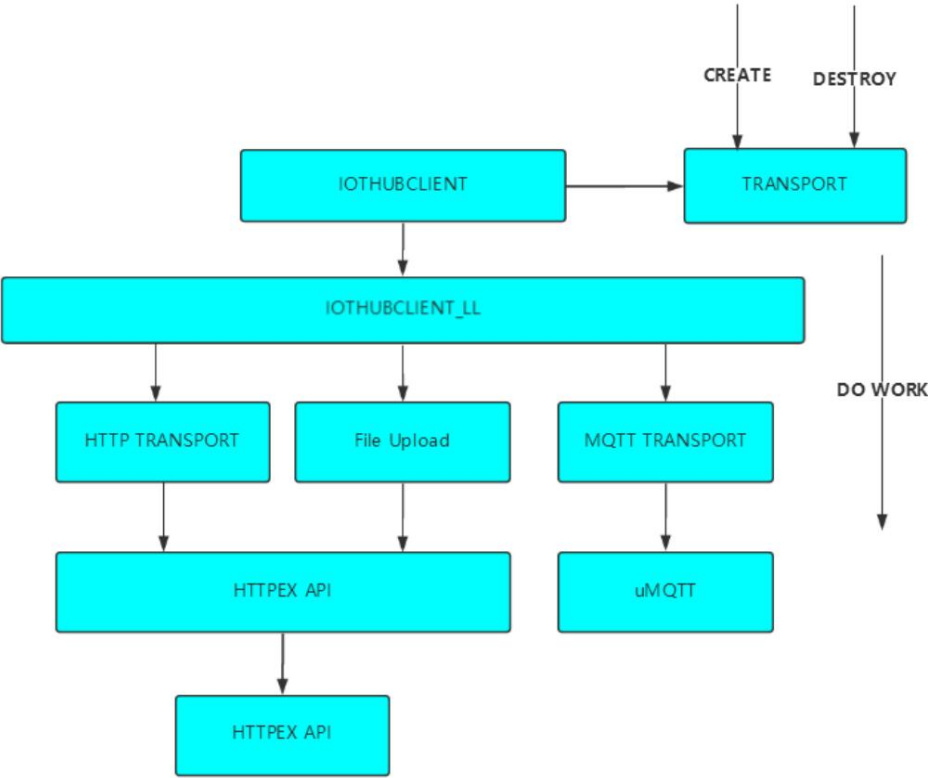 CREATE
DESTROY
IOTHUBCLIENT
TRANSPORT
IOTHUBCLIENT_LL
DO WORK
HTTP TRANSPORT
File Upload
MQTT TRANSPORT
HTTPEX API
uMQTT
HTTPEX API